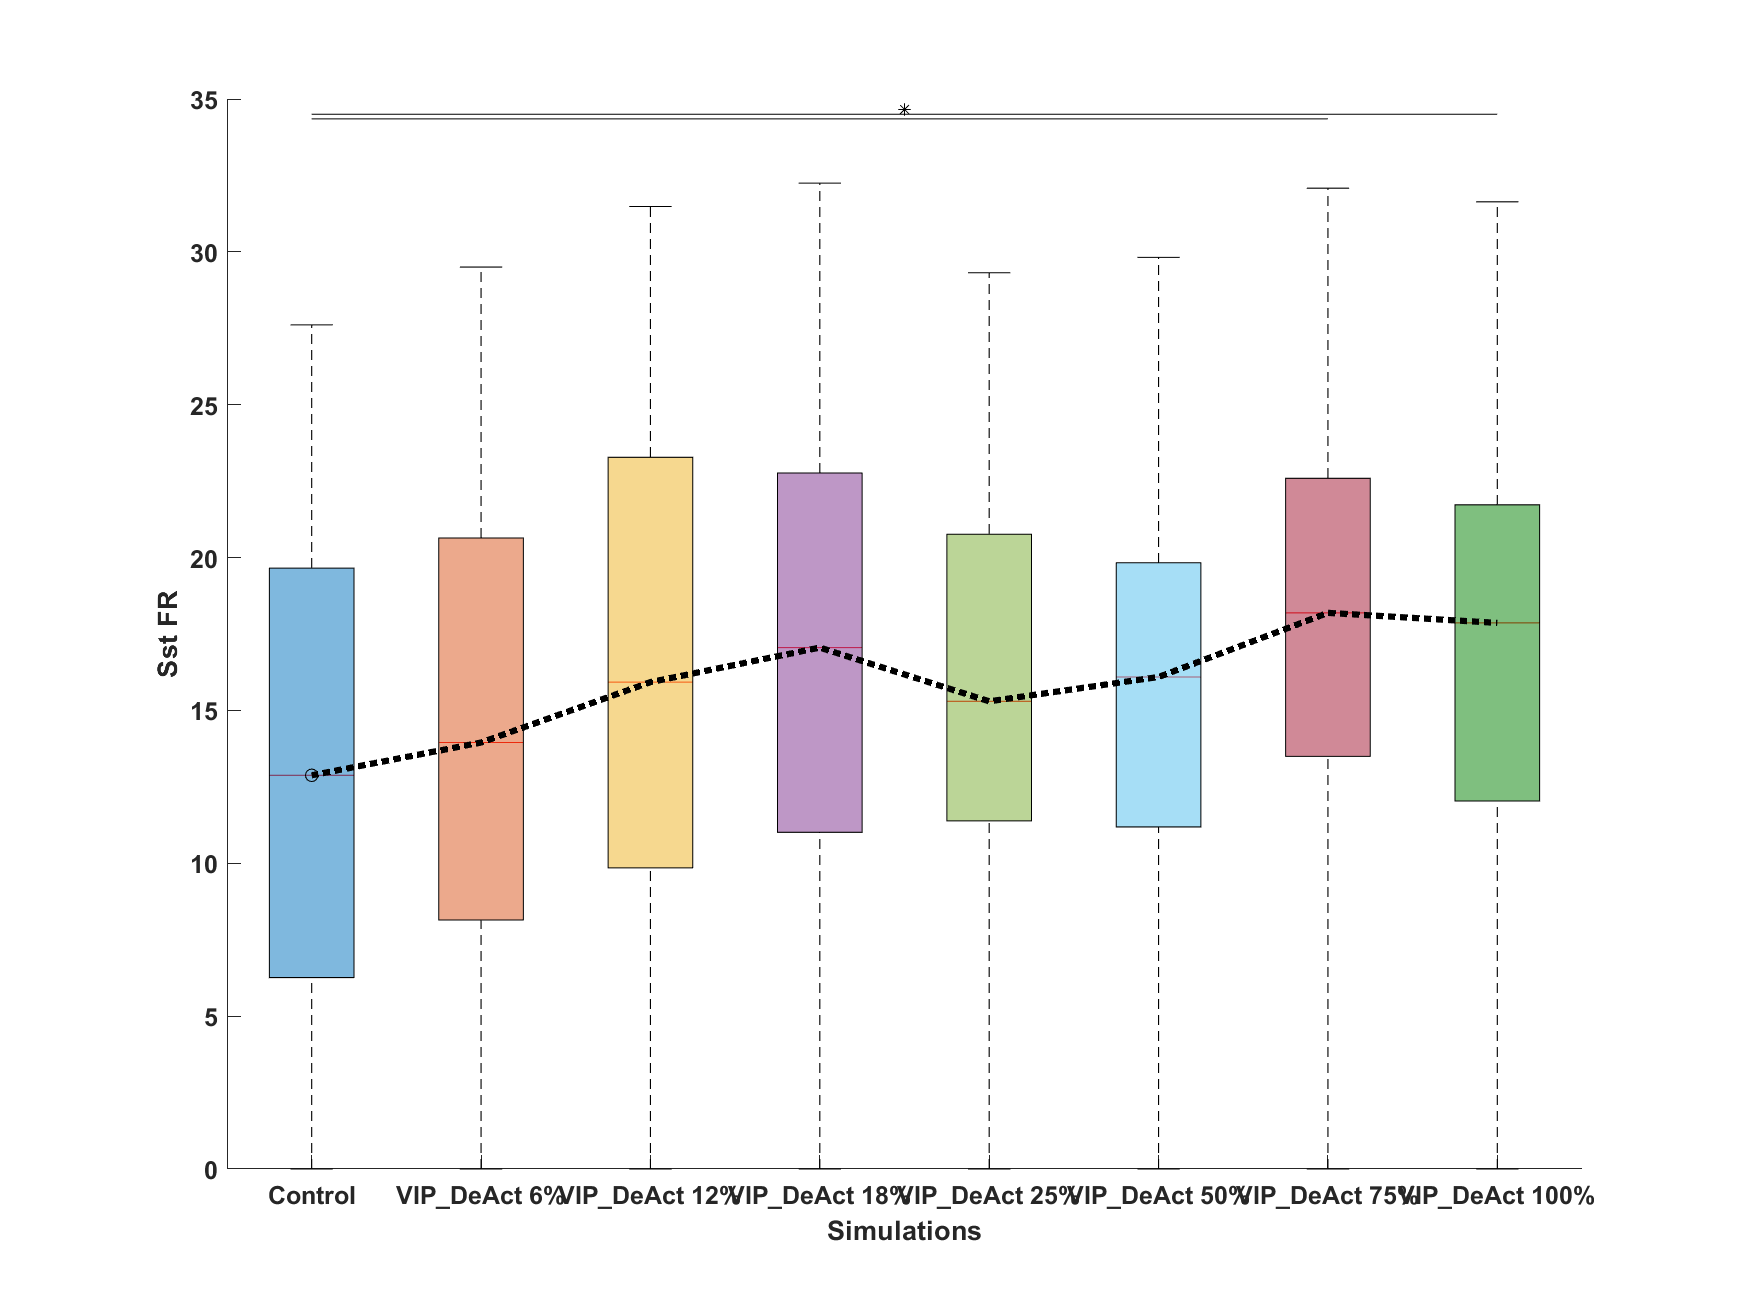 35
30
25
20
15
10
5
0
Sst FR
Control
VIP_DeAct 6%
VIP_DeAct 12%
VIP_DeAct 18%
VIP_DeAct 25%
VIP_DeAct 50%
VIP_DeAct 75%
VIP_DeAct 100%
Simulations